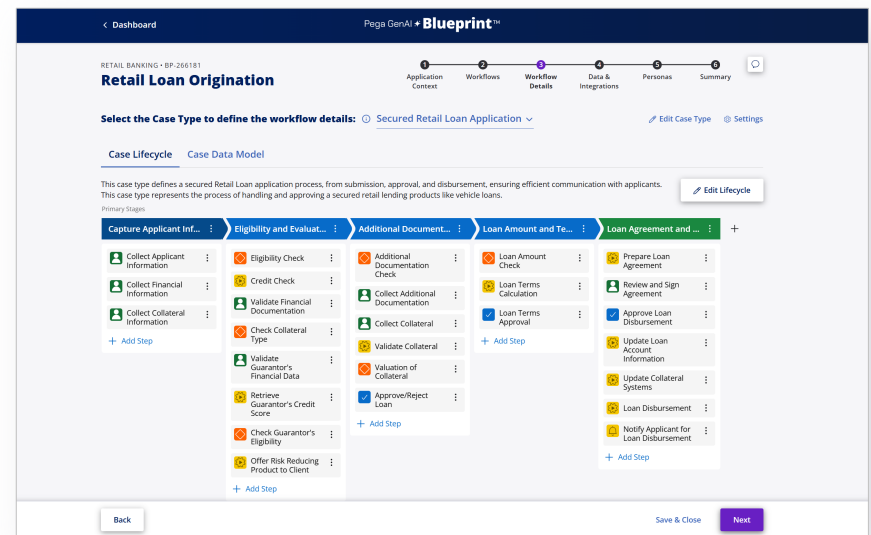 Dashboard
Pega GenAI Blueprint™
RETAIL BANKING • BP-266181
Retail Loan Origination
1
2
3
4
5
6
Application
Context
Workflows
Workflow
Details
Data &
Integrations
Personas
Summary
Select the Case Type to define the workflow details:
Secured Retail Loan Application
Edit Case Type
Settings
Case Lifecycle
Case Data Model
This case type defines a secured Retail Loan application process, from submission, approval, and disbursement, ensuring efficient communication with applicants.
This case type represents the process of handling and approving a secured retail lending products like vehicle loans.
Edit Lifecycle
Primary Stages
Capture Applicant Inf...
Collect Applicant
Information
Collect Financial
Information
Collect Collateral
Information
+ Add Step
Eligibility and Evaluat...
Eligibility Check
Credit Check
Validate Financial
Documentation
Check Collateral
Type
Validate
Guarantor's
Financial Data
Retrieve
Guarantor's Credit
Score
Check Guarantor's
Eligibility
Offer Risk Reducing
Product to Client
+ Add Step
Additional Document...
Additional
Documentation
Check
Collect Additional
Documentation
Collect Collateral
Validate Collateral
Valuation of
Collateral
Approve/Reject
Loan
+ Add Step
Loan Amount and Te...
Loan Amount
Check
Loan Terms
Calculation
Loan Terms
Approval
+ Add Step
Loan Agreement and ...
Prepare Loan
Agreement
Review and Sign
Agreement
Approve Loan
Disbursement
Update Loan
Account
Information
Update Collateral
Systems
Loan Disbursement
Notify Applicant for
Loan Disbursement
+ Add Step
+
Back
Save & Close
Next